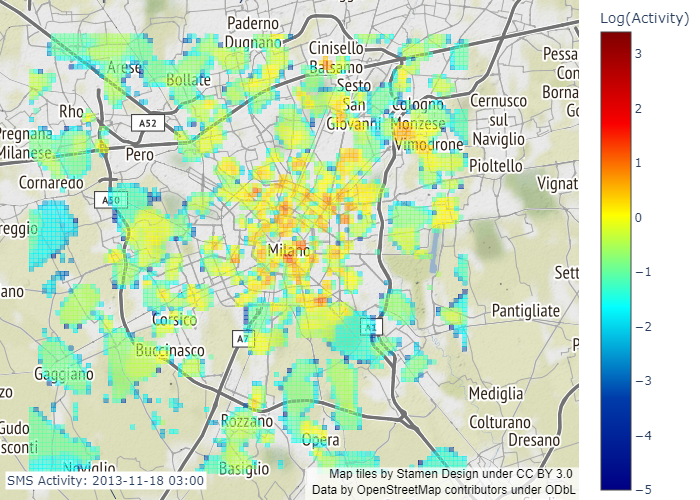 Log(Activity)
3
2
1
0
−1
−2
−3
−4
−5
Paderno
Dugnano
Cinisello
Balsamo
Arese
Bollate
Sesto
San
Giovanni
Cologno
Monzese
Cernusco
sul
Naviglio
Pessa
Con
Borna
Go
Rho
A52
Pregnana
Milanese
Pero
Vimodrone
Pioltello
Cornaredo
A50
Vignat
reggio
Milano
Sett
ano
Corsico
A7
A1
Pantigliate
Buccinasco
P
Gaggiano
zo
Mediglia
Rozzano
Colturano
Dresano
Gudo
sconti
Opera
Noviglio
Basiglio
SMS Activity: 2013-11-18 03:00
Map tiles by Stamen Design under CC BY 3.0
Data by OpenStreetMap contributors under ODbL